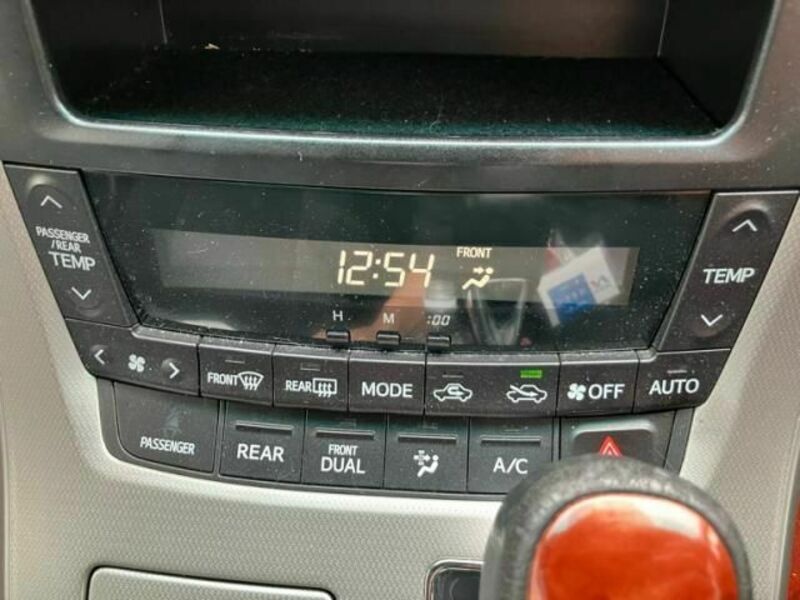 PASSENGER
/REAR
TEMP
12:54
FRONT
TEMP
H M :00
FRONT
REAR
MODE
OFF
AUTO
PASSENGER
REAR
FRONT
DUAL
A/C